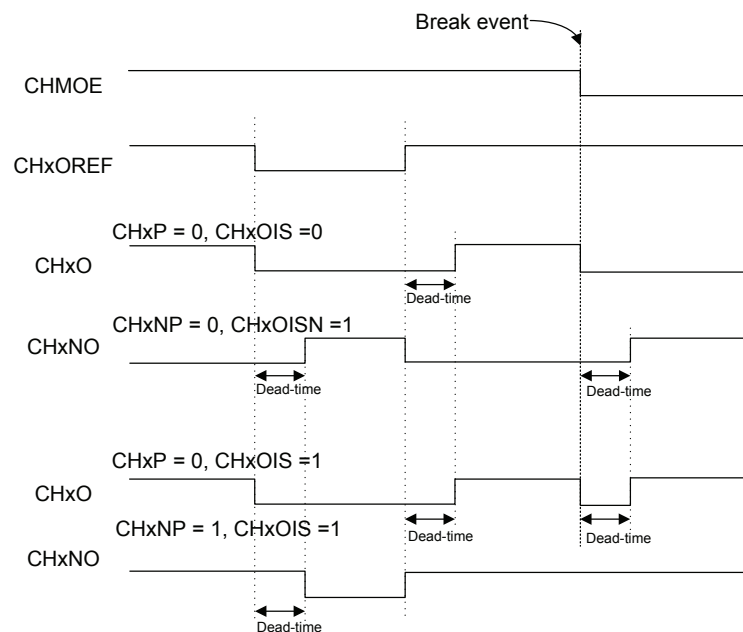 Break event
CHMOE
CHxOREF
CHxP = 0, CHxOIS =0
CHxO
Dead-time
CHxNP = 0, CHxOISN =1
CHxNO
Dead-time
Dead-time
CHxP = 0, CHxOIS =1
CHxO
Dead-time
Dead-time
CHxNP = 1, CHxOIS =1
CHxNO
Dead-time